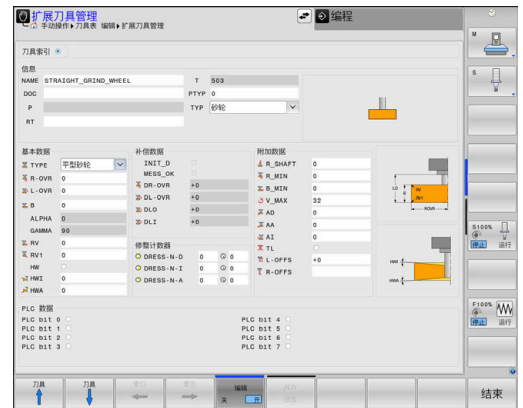 扩展刀具管理
手动操作▸刀具表 编辑▸扩展刀具管理
编程
刀具索引
信息
NAME STRAIGHT_GRIND_WHEEL T 503
DOC PTYP 0
P TYP 砂轮
RT
基本数据 补偿数据 附加数据
TYPE 平型砂轮 INIT_D R_SHAFT 0
R-OVR 0 MESS_OK R_MIN 0
L-OVR 0 DR-OVR +0 B_MIN 0
B 0 DL-OVR +0 V_MAX 32
ALPHA 0 DLO +0 AD 0
GAMMA 90 DLI +0 AA 0
RV 0 修整计数器 AI 0
RV1 0 DRESS-N-D 0 0 TL
HW DRESS-N-I 0 0 L-OFFS +0
HWI 0 DRESS-N-A 0 0 R-OFFS
HWA 0
LO
B
RV
RV1
ROVR
HWI
HWA
PLC 数据
PLC bit 0 PLC bit 4
PLC bit 1 PLC bit 5
PLC bit 2 PLC bit 6
PLC bit 3 PLC bit 7
M
S
S100%
停止 运行
F100%
停止 运行
刀具 刀具 编辑 结束
关 开